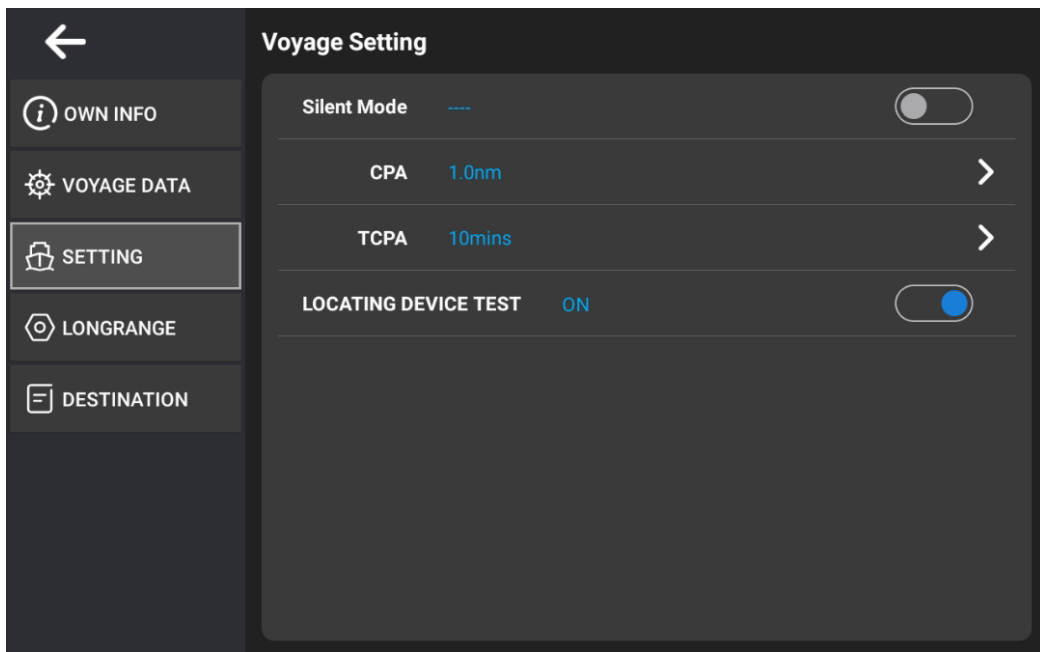 Voyage Setting
OWN INFO
VOYAGE DATA
SETTING
LONGRANGE
DESTINATION
Silent Mode ----
CPA 1.0nm
TCPA 10mins
LOCATING DEVICE TEST ON